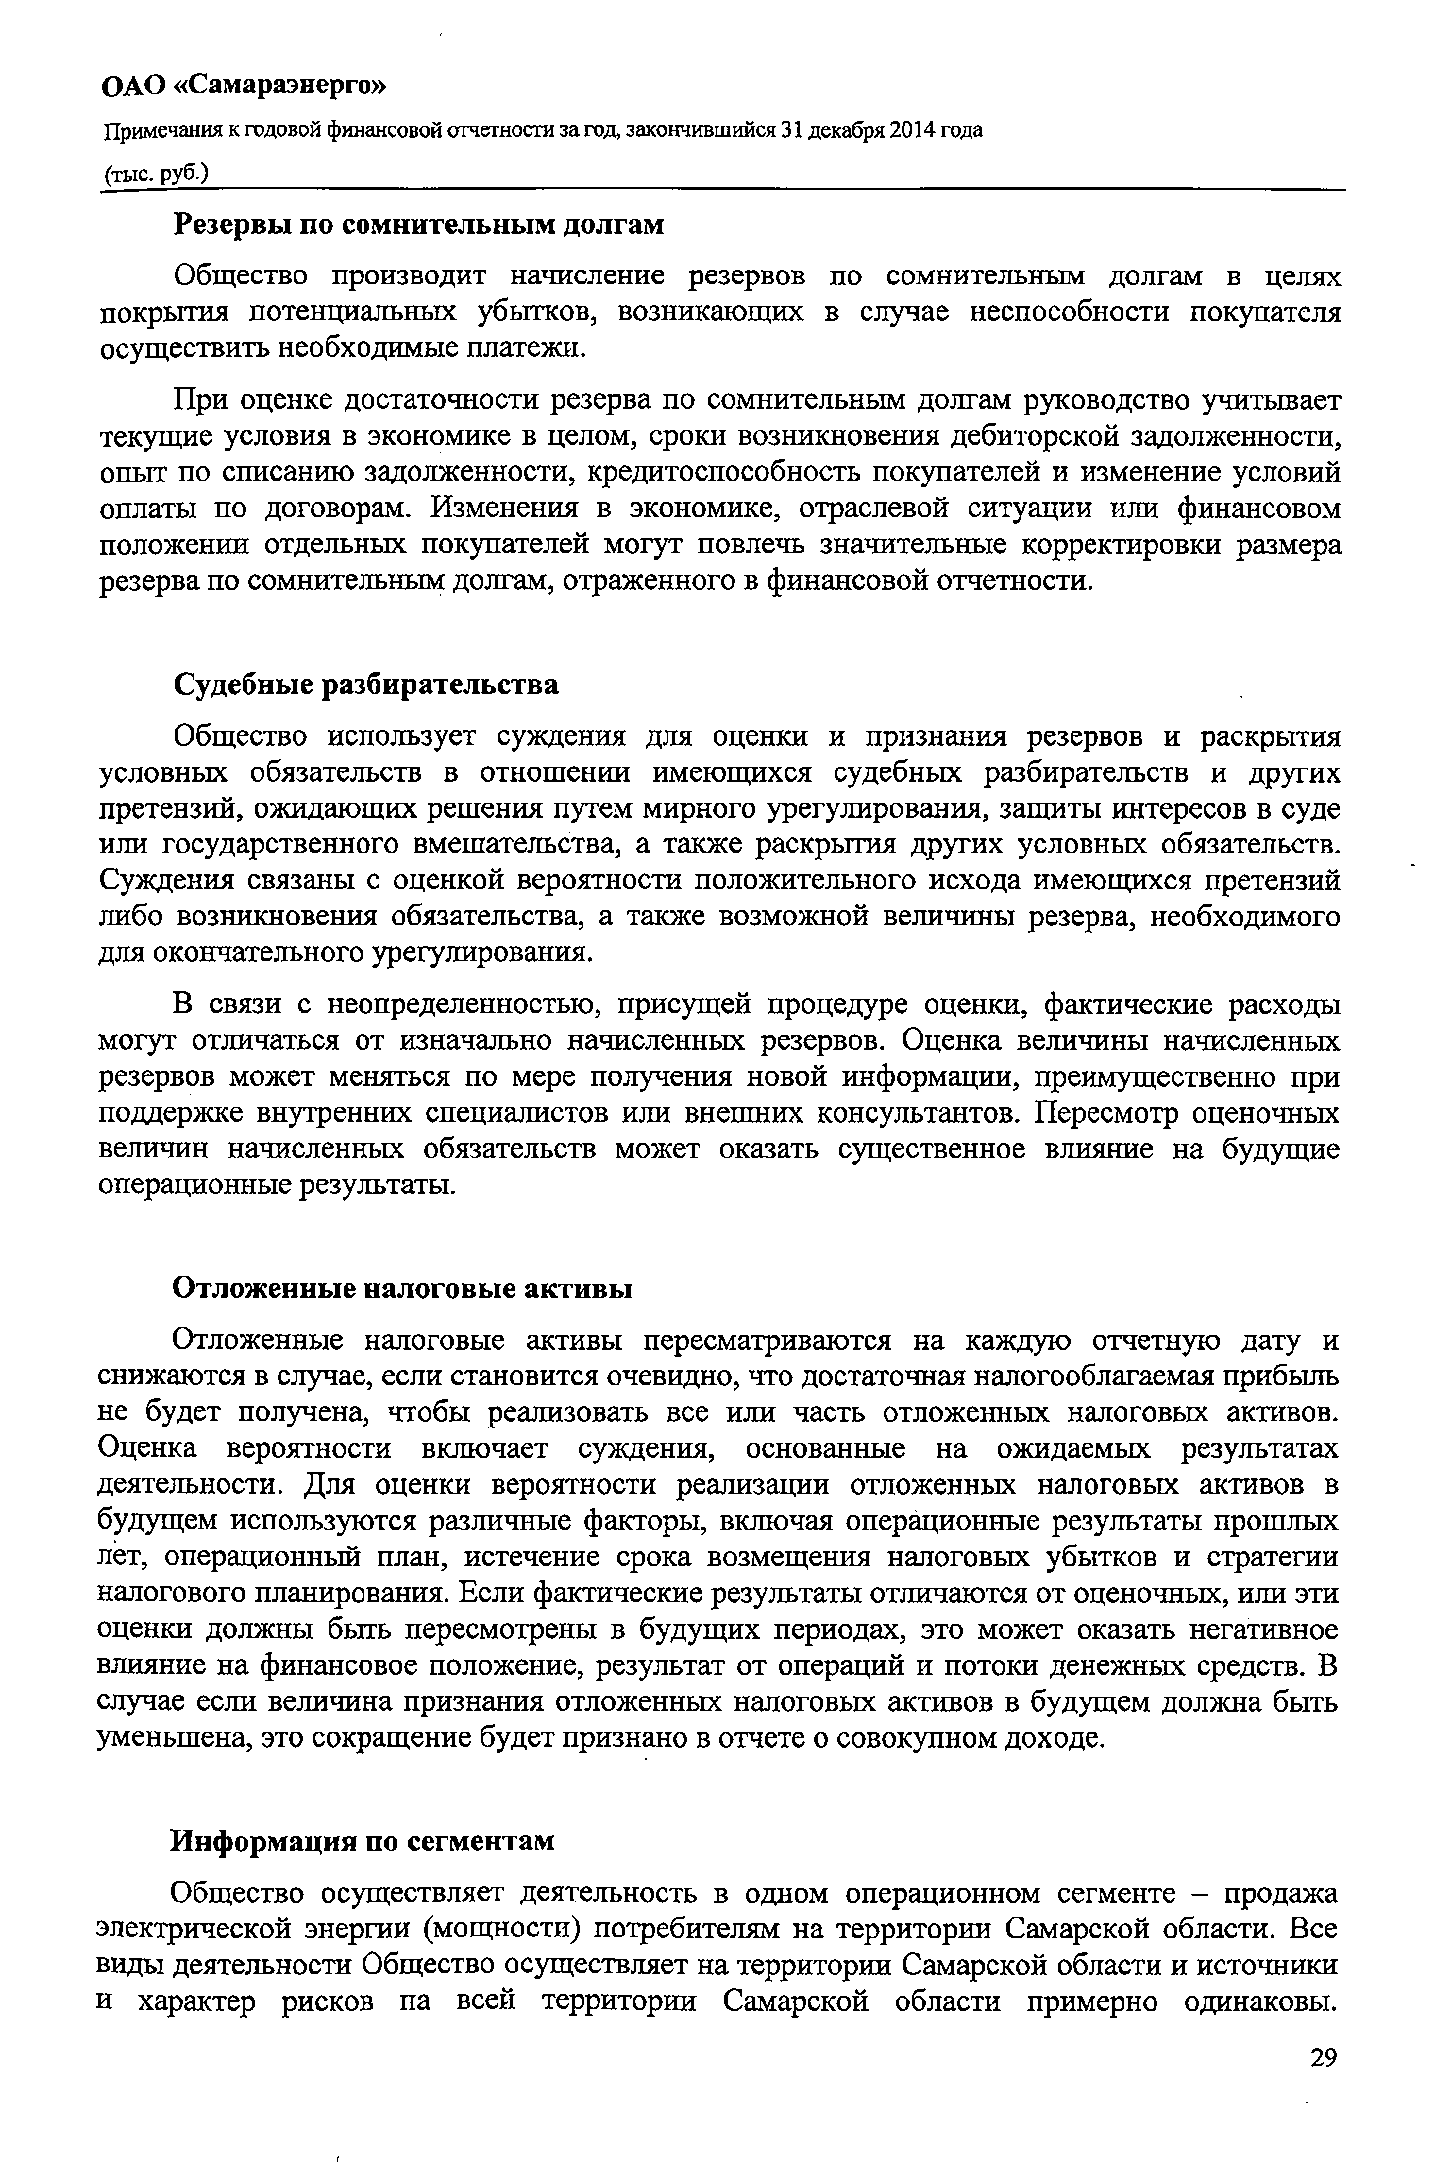 ОАО «Самараэнерго»
Примечания к годовой финансовой отчетности за год, закончившийся 31 декабря 2014 года
(тыс. руб.)
Резервы по сомнительным долгам
Общество производит начисление резервов по сомнительным долгам в целях
покрытия потенциальных убытков, возникающих в случае неспособности покупателя
осуществить необходимые платежи.
При оценке достаточности резерва по сомнительным долгам руководство учитывает
текущие условия в экономике в целом, сроки возникновения дебиторской задолженности,
опыт по списанию задолженности, кредитоспособность покупателей и изменение условий
оплаты по договорам. Изменения в экономике, отраслевой ситуации или финансовом
положении отдельных покупателей могут повлечь значительные корректировки размера
резерва по сомнительным долгам, отраженного в финансовой отчетности.
Судебные разбирательства
Общество использует суждения для оценки и признания резервов и раскрытия
условных обязательств в отношении имеющихся судебных разбирательств и других
претензий, ожидающих решения путем мирного урегулирования, защиты интересов в суде
или государственного вмешательства, а также раскрытия других условных обязательств.
Суждения связаны с оценкой вероятности положительного исхода имеющихся претензий
либо возникновения обязательства, а также возможной величины резерва, необходимого
для окончательного урегулирования.
В связи с неопределенностью, присущей процедуре оценки, фактические расходы
могут отличаться от изначально начисленных резервов. Оценка величины начисленных
резервов может меняться по мере получения новой информации, преимущественно при
поддержке внутренних специалистов или внешних консультантов. Пересмотр оценочных
величин начисленных обязательств может оказать существенное влияние на будущие
операционные результаты.
Отложенные налоговые активы
Отложенные налоговые активы пересматриваются на каждую отчетную дату и
снижаются в случае, если становится очевидно, что достаточная налогооблагаемая прибыль
не будет получена, чтобы реализовать все или часть отложенных налоговых активов.
Оценка вероятности включает суждения, основанные на ожидаемых результатах
деятельности. Для оценки вероятности реализации отложенных налоговых активов в
будущем используются различные факторы, включая операционные результаты прошлых
лет, операционный план, истечение срока возмещения налоговых убытков и стратегии
налогового планирования. Если фактические результаты отличаются от оценочных, или эти
оценки должны быть пересмотрены в будущих периодах, это может оказать негативное
влияние на финансовое положение, результат от операций и потоки денежных средств. В
случае если величина признания отложенных налоговых активов в будущем должна быть
уменьшена, это сокращение будет признано в отчете о совокупном доходе.
Информация по сегментам
Общество осуществляет деятельность в одном операционном сегменте – продажа
электрической энергии (мощности) потребителям на территории Самарской области. Все
виды деятельности Общество осуществляет на территории Самарской области и источники
и характер рисков на всей территории Самарской области примерно одинаковы.
29